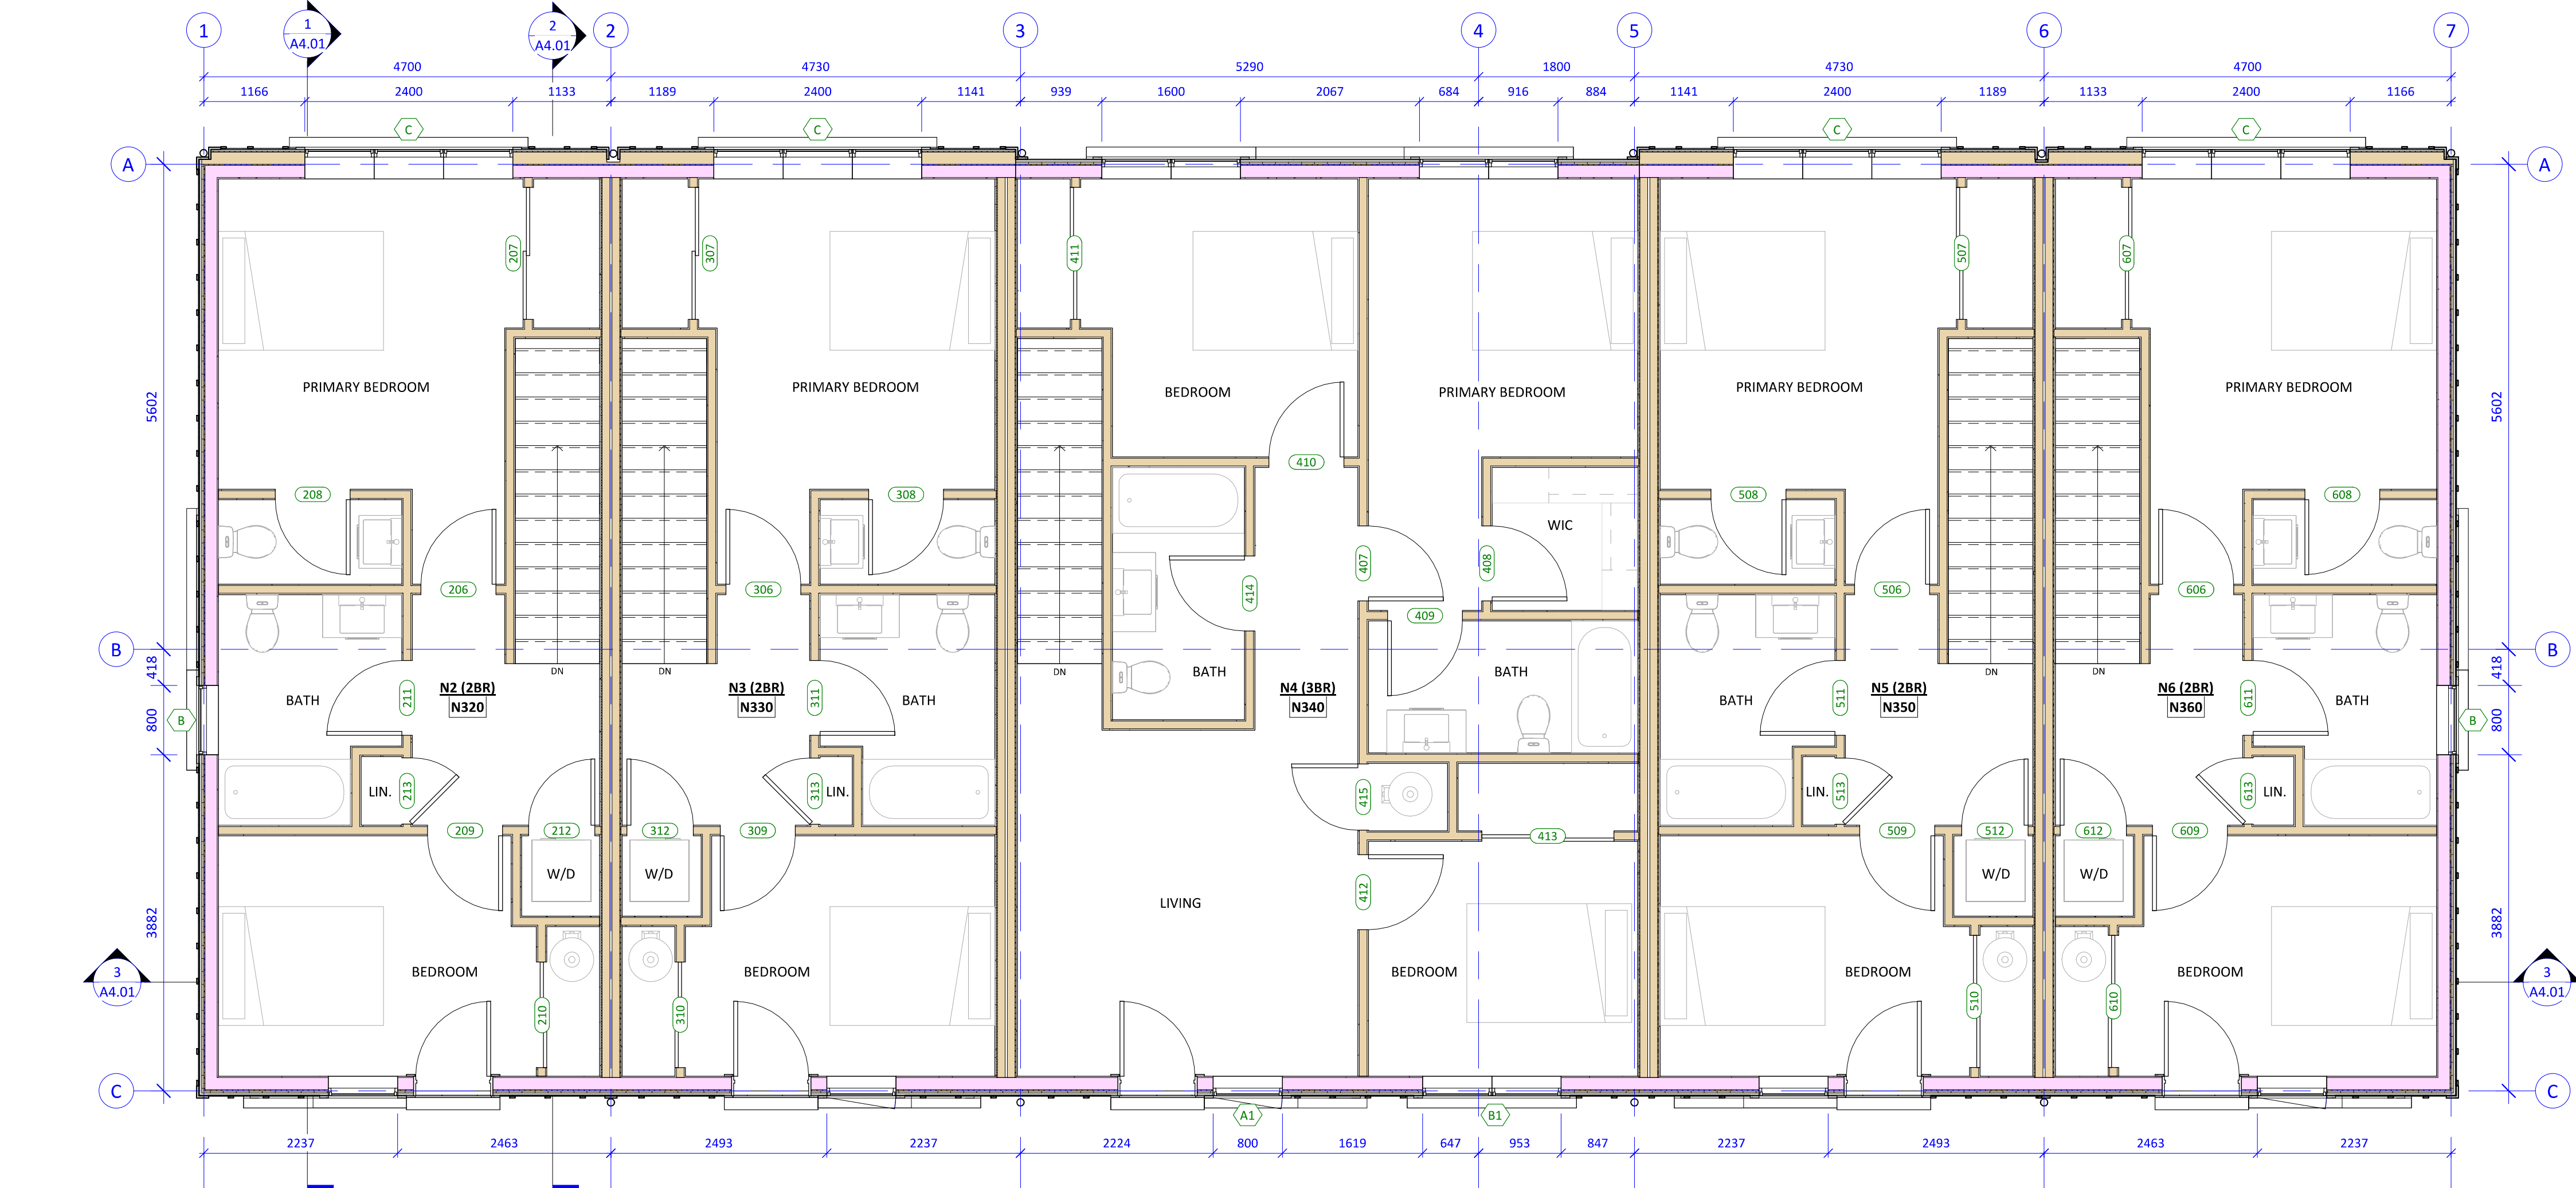 1 2 3 4 5 6 7
1
A4.01
2
A4.01
4700 4730 5290 1800 4730 4700
1166 2400 1133 1189 2400 1141 939 1600 2067 684 916 884 1141 2400 1189 1133 2400 1166
C C C C
A A
207 307 411 507 607
5602 5602
PRIMARY BEDROOM PRIMARY BEDROOM BEDROOM PRIMARY BEDROOM PRIMARY BEDROOM PRIMARY BEDROOM
410
208 308 508 608
WIC
407 408
206 306 414 506 606
409
B B
418 418
DN DN DN DN DN
BATH BATH
N2 (2BR) N3 (2BR) N4 (3BR) N5 (2BR) N6 (2BR)
N320 N330 N340 N350 N360
BATH 211 311 BATH BATH 511 611 BATH
B 800 800 B
LIN. 213 313 LIN. 415 LIN. 513 613 LIN.
209 212 312 309 413 509 512 612 609
W/D W/D W/D W/D
412
LIVING
3882 3882
BEDROOM BEDROOM BEDROOM BEDROOM BEDROOM
3
A4.01
3
A4.01
210 310 510 610
C C
A1 B1
2237 2463 2493 2237 2224 800 1619 647 953 847 2237 2493 2463 2237